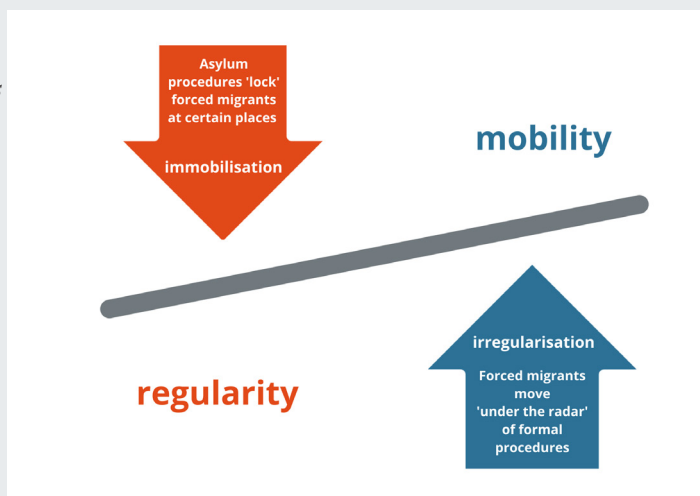 Asylum
procedures 'lock'
forced migrants
at certain places
immobilisation
mobility
regularity
irregularisation
Forced migrants
move
'under the radar'
of formal
procedures